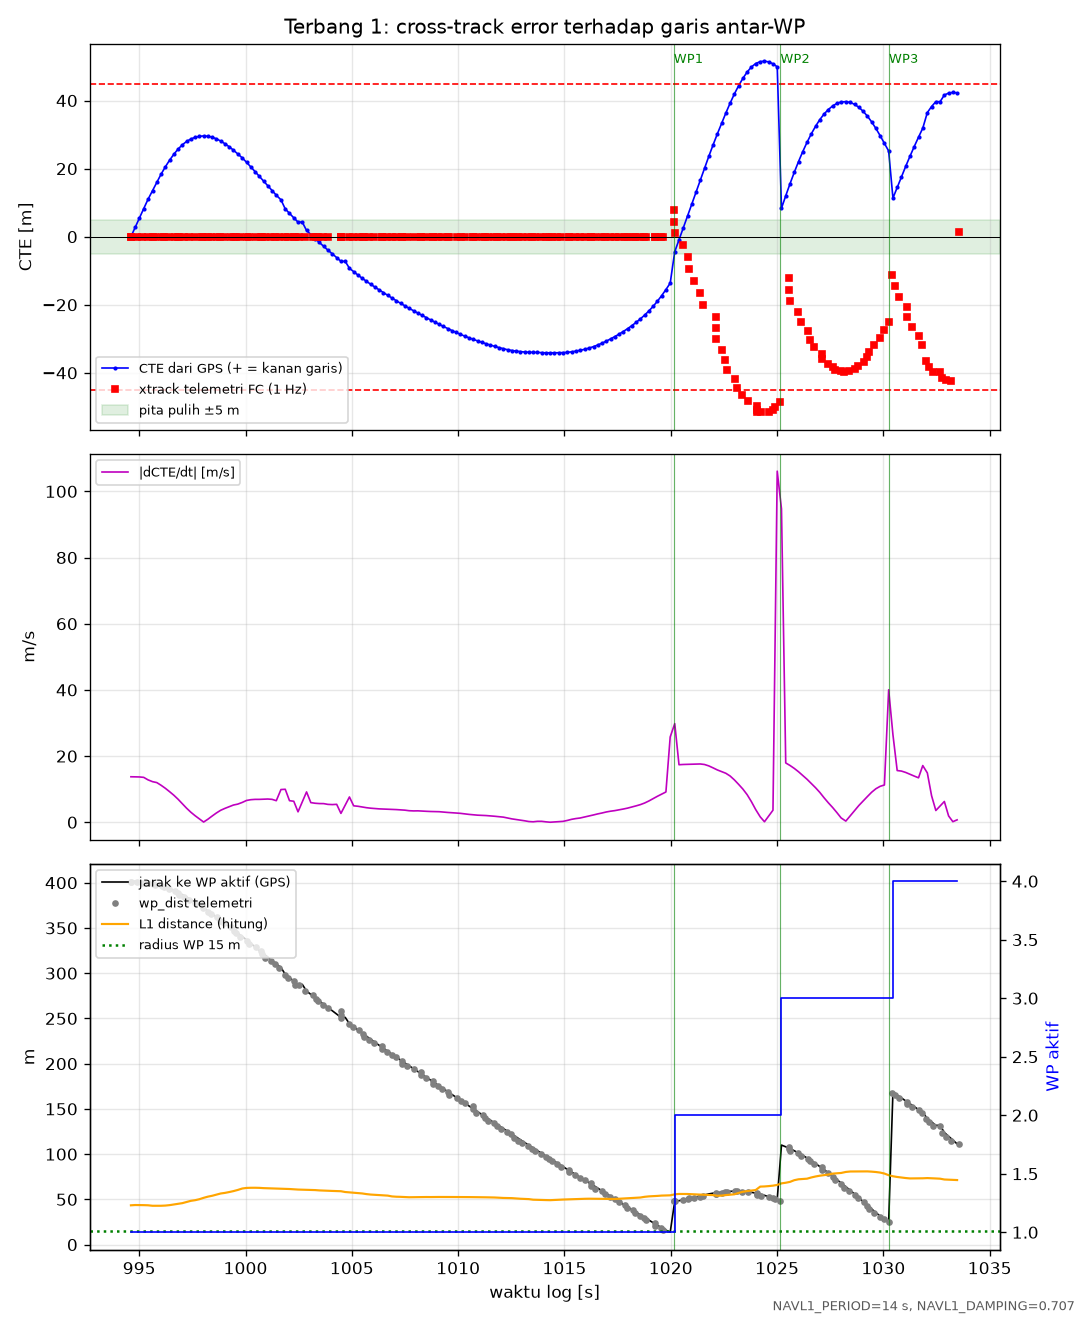 Terbang 1: cross-track error terhadap garis antar-WP
WP1
WP2
WP3
40
20
0
−20
−40
CTE [m]
CTE dari GPS (+ = kanan garis)
xtrack telemetri FC (1 Hz)
pita pulih ±5 m
|dCTE/dt| [m/s]
100
80
60
40
20
0
m/s
jarak ke WP aktif (GPS)
wp_dist telemetri
L1 distance (hitung)
radius WP 15 m
400
350
300
250
200
150
100
50
0
m
4.0
3.5
3.0
2.5
2.0
1.5
1.0
WP aktif
995
1000
1005
1010
1015
1020
1025
1030
1035
waktu log [s]
NAVL1_PERIOD=14 s, NAVL1_DAMPING=0.707